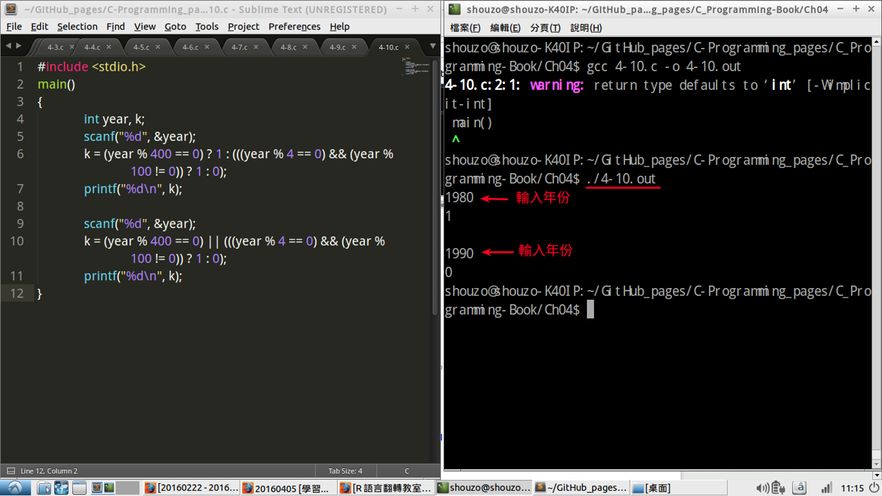 ~/GitHub_pages/C-Programming_pa...10.c - Sublime Text (UNREGISTERED)
File Edit Selection Find View Goto Tools Project Preferences Help
4-3.c × 4-4.c × 4-5.c × 4-6.c × 4-7.c × 4-8.c × 4-9.c × 4-10.c ×
1 #include <stdio.h>
2 main()
3 {
4 int year, k;
5 scanf("%d", &year);
6 k = (year % 400 == 0) ? 1 : (((year % 4 == 0) && (year %
100 != 0)) ? 1 : 0);
7 printf("%d\n", k);
8
9 scanf("%d", &year);
10 k = (year % 400 == 0) || (((year % 4 == 0) && (year %
100 != 0)) ? 1 : 0);
11 printf("%d\n", k);
12 }
Line 12, Column 2 Tab Size: 4 C
shouzo@shouzo-K40IP: ~/GitHub_pa...g_pages/C_Programming-Book/Ch04
檔案(F) 編輯(E) 分頁(T) 說明(H)
shouzo@shouzo-K40IP:~/GitHub_pages/C-Programming_pages/C_Pro
gramming-Book/Ch04$ gcc 4-10.c -o 4-10.out
4-10.c:2:1: warning: return type defaults to ‘int’ [-Wimplic
it-int]
main()
^
shouzo@shouzo-K40IP:~/GitHub_pages/C-Programming_pages/C_Pro
gramming-Book/Ch04$ ./4-10.out
1980 輸入年份
1
1990 輸入年份
0
shouzo@shouzo-K40IP:~/GitHub_pages/C-Programming_pages/C_Pro
gramming-Book/Ch04$
[20160222 - 2016... 20160405 [學習... [R 語言翻轉教室... shouzo@shouzo... ~/GitHub_pages... [桌面] 11:15